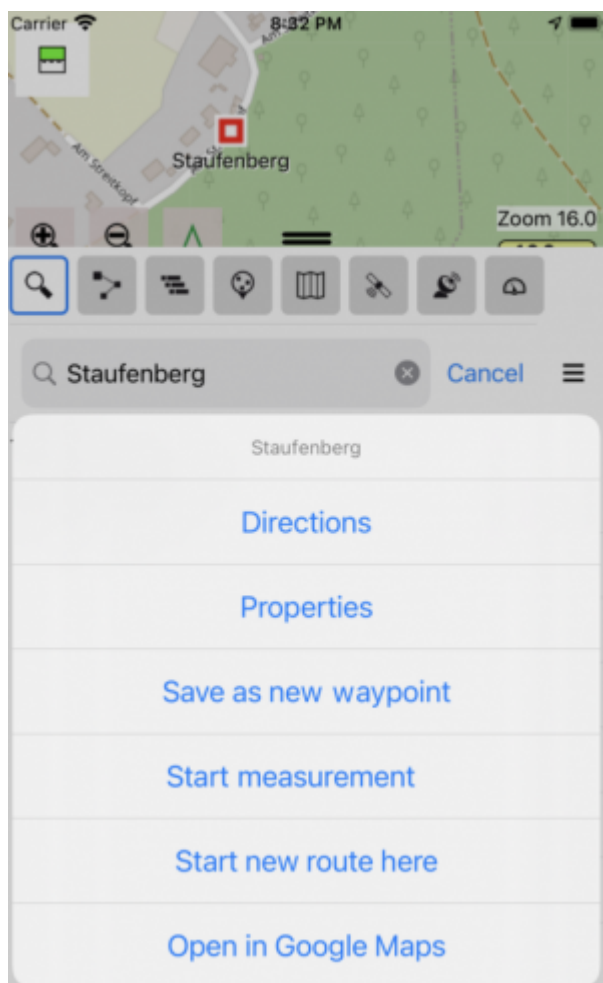 Carrier
8:32 PM
Am Streitkopf
Staufenberg
Zoom 16.0
Staufenberg
Cancel
Staufenberg
Directions
Properties
Save as new waypoint
Start measurement
Start new route here
Open in Google Maps